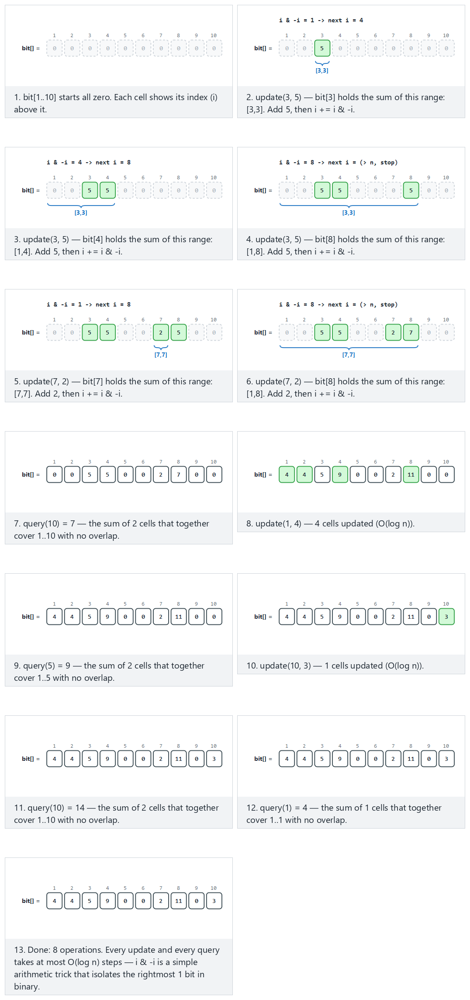 1 2 3 4 5 6 7 8 9 10
bit[] = 0 0 0 0 0 0 0 0 0 0
1. bit[1..10] starts all zero. Each cell shows its index (i)
above it.
i & -i = 1 -> next i = 4
1 2 3 4 5 6 7 8 9 10
bit[] = 0 0 5 0 0 0 0 0 0 0
[3,3]
2. update(3, 5) — bit[3] holds the sum of this range:
[3,3]. Add 5, then i += i & -i.
i & -i = 4 -> next i = 8
1 2 3 4 5 6 7 8 9 10
bit[] = 0 0 5 5 0 0 0 0 0 0
[3,3]
3. update(3, 5) — bit[4] holds the sum of this range:
[1,4]. Add 5, then i += i & -i.
i & -i = 8 -> next i = (> n, stop)
1 2 3 4 5 6 7 8 9 10
bit[] = 0 0 5 5 0 0 0 5 0 0
[3,3]
4. update(3, 5) — bit[8] holds the sum of this range:
[1,8]. Add 5, then i += i & -i.
i & -i = 1 -> next i = 8
1 2 3 4 5 6 7 8 9 10
bit[] = 0 0 5 5 0 0 2 5 0 0
[7,7]
5. update(7, 2) — bit[7] holds the sum of this range:
[7,7]. Add 2, then i += i & -i.
i & -i = 8 -> next i = (> n, stop)
1 2 3 4 5 6 7 8 9 10
bit[] = 0 0 5 5 0 0 2 7 0 0
[7,7]
6. update(7, 2) — bit[8] holds the sum of this range:
[1,8]. Add 2, then i += i & -i.
1 2 3 4 5 6 7 8 9 10
bit[] = 0 0 5 5 0 0 2 7 0 0
7. query(10) = 7 — the sum of 2 cells that together
cover 1..10 with no overlap.
1 2 3 4 5 6 7 8 9 10
bit[] = 4 4 5 9 0 0 2 11 0 0
8. update(1, 4) — 4 cells updated (O(log n)).
1 2 3 4 5 6 7 8 9 10
bit[] = 4 4 5 9 0 0 2 11 0 0
9. query(5) = 9 — the sum of 2 cells that together
cover 1..5 with no overlap.
1 2 3 4 5 6 7 8 9 10
bit[] = 4 4 5 9 0 0 2 11 0 3
10. update(10, 3) — 1 cells updated (O(log n)).
1 2 3 4 5 6 7 8 9 10
bit[] = 4 4 5 9 0 0 2 11 0 3
11. query(10) = 14 — the sum of 2 cells that together
cover 1..10 with no overlap.
1 2 3 4 5 6 7 8 9 10
bit[] = 4 4 5 9 0 0 2 11 0 3
12. query(1) = 4 — the sum of 1 cells that together
cover 1..1 with no overlap.
1 2 3 4 5 6 7 8 9 10
bit[] = 4 4 5 9 0 0 2 11 0 3
13. Done: 8 operations. Every update and every query
takes at most O(log n) steps — i & -i is a simple
arithmetic trick that isolates the rightmost 1 bit in
binary.